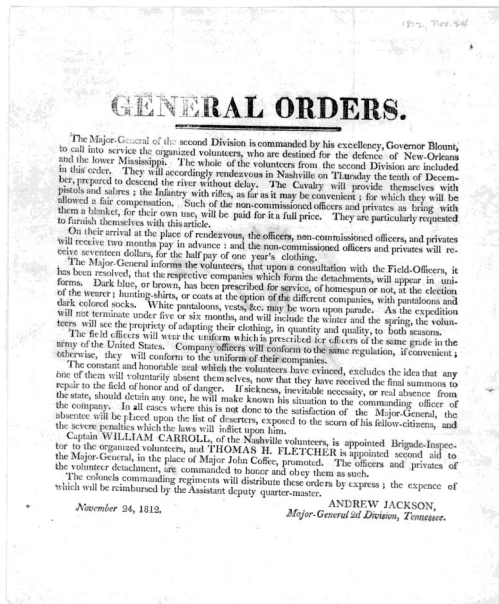 1812, Nov. 24
GENERAL ORDERS.
The Major-General of the second Division is commanded by his excellency, Governor Blount,
to call into service the organized volunteers, who are destined for the defence of New-Orleans
and the lower Mississippi. The whole of the volunteers from the second Division are included
in this order. They will accordingly rendezvous in Nashville on Thursday the tenth of Decem-
ber, prepared to descend the river without delay. The Cavalry will provide themselves with
pistols and sabres; the Infantry with rifles, as far as it may be convenient; for which they will be
allowed a fair compensation. Such of the non-commissioned officers and privates as bring with
them a blanket, for their own use, will be paid for it a full price. They are particularly requested
to furnish themselves with this article.
On their arrival at the place of rendezvous, the officers, non-commissioned officers, and privates
will receive two months pay in advance: and the non-commissioned officers and privates will re-
ceive seventeen dollars, for the half pay of one year's clothing.
The Major-General informs the volunteers, that upon a consultation with the Field-Officers, it
has been resolved, that the respective companies which form the detachments, will appear in uni-
forms. Dark blue, or brown, has been prescribed for service, of homespun or not, at the election
of the wearer; hunting-shirts, or coats at the option of the different companies, with pantaloons and
dark colored socks. White pantaloons, vests, &c. may be worn upon parade. As the expedition
will not terminate under five or six months, and will include the winter and the spring, the volun-
teers will see the propriety of adapting their clothing, in quantity and quality, to both seasons.
The field officers will wear the uniform which is prescribed for officers of the same grade in the
army of the United States. Company officers will conform to the same regulation, if convenient;
otherwise, they will conform to the uniform of their companies.
The constant and honorable zeal which the volunteers have evinced, excludes the idea that any
one of them will voluntarily absent themselves, now that they have received the final summons to
repair to the field of honor and of danger. If sickness, inevitable necessity, or real absence from
the state, should detain any one, he will make known his situation to the commanding officer of
the company. In all cases where this is not done to the satisfaction of the Major-General, the
absentee will be placed upon the list of deserters, exposed to the scorn of his fellow-citizens, and
the severe penalties which the laws will inflict upon him.
Captain WILLIAM CARROLL, of the Nashville volunteers, is appointed Brigade-Inspec-
tor to the organized volunteers, and THOMAS H. FLETCHER is appointed second aid to
the Major-General, in the place of Major John Coffee, promoted. The officers and privates of
the volunteer detachment, are commanded to honor and obey them as such.
The colonels commanding regiments will distribute these orders by express; the expence of
which will be reimbursed by the Assistant deputy quarter-master.
ANDREW JACKSON,
November 24, 1812. Major-General 2d Division, Tennessee.